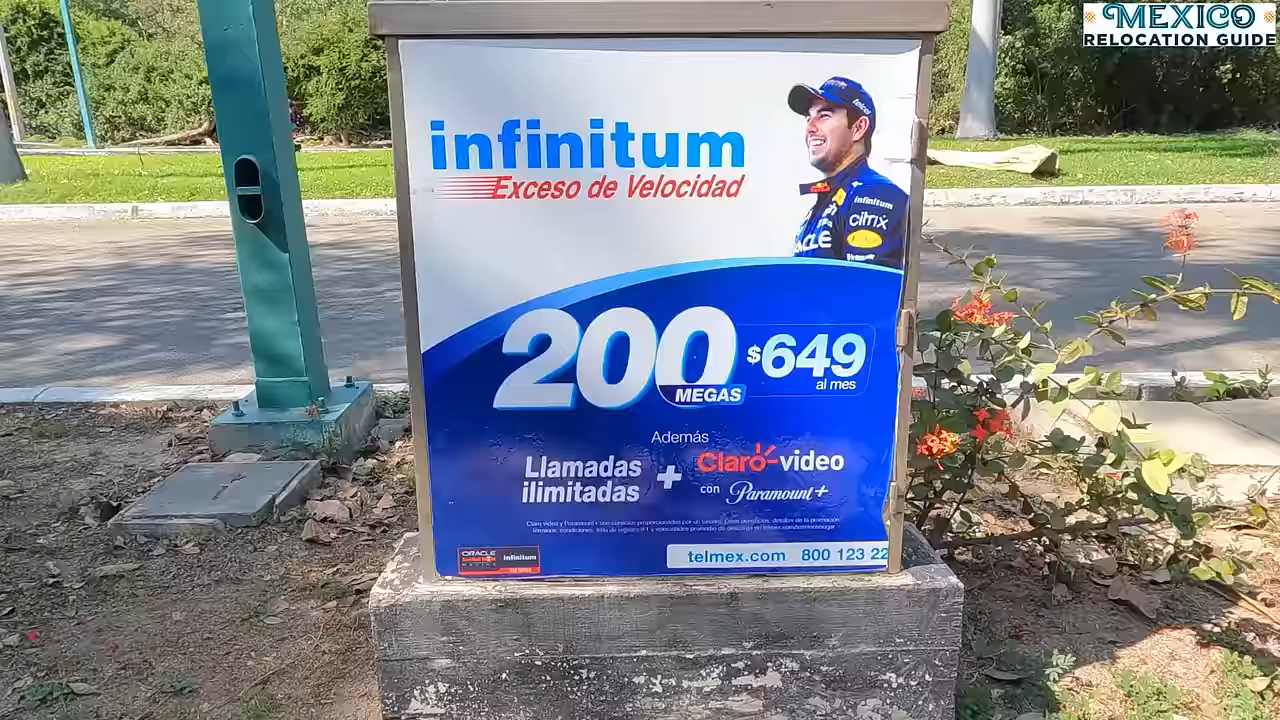 MEXICO
RELOCATION GUIDE
infinitum
Exceso de Velocidad
telcel
infinitum
citrix
200
MEGAS
$649
al mes
Además
Llamadas
ilimitadas
+
Claro video
con Paramount+
ORACLE
infinitum
telmex.com 800 123 22